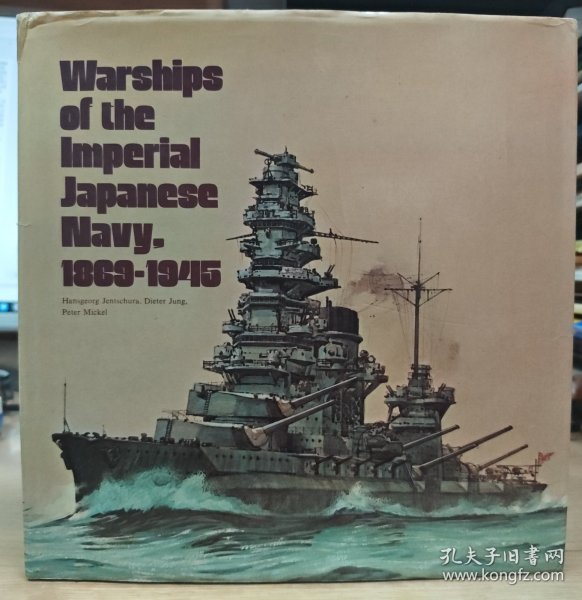 Warships
of the
Imperial
Japanese
Navy,
1869-1945
Hansgeorg Jentschura, Dieter Jung,
Peter Mickel
孔夫子旧书网
www.kongfz.com